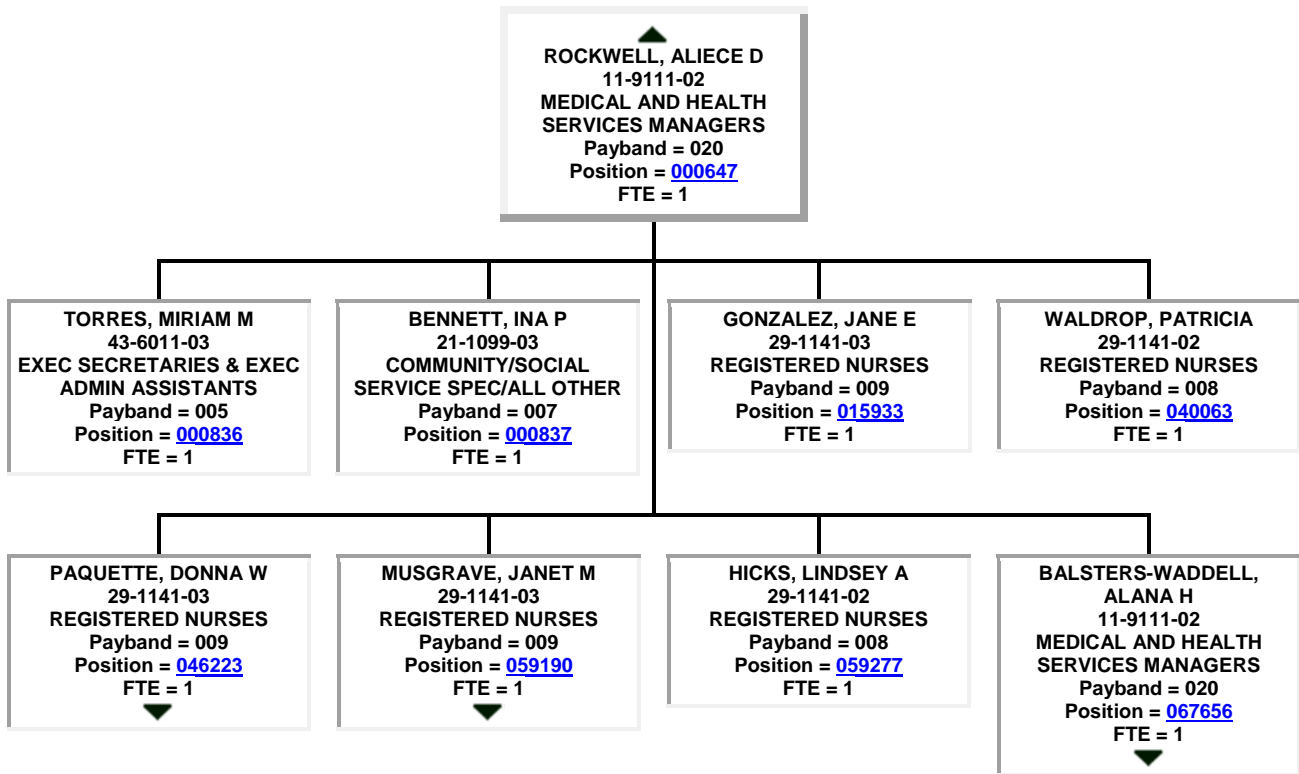 ROCKWELL, ALIECE D
11-9111-02
MEDICAL AND HEALTH
SERVICES MANAGERS
Payband = 020
Position = 000647
FTE = 1
TORRES, MIRIAM M
43-6011-03
EXEC SECRETARIES & EXEC
ADMIN ASSISTANTS
Payband = 005
Position = 000836
FTE = 1
BENNETT, INA P
21-1099-03
COMMUNITY/SOCIAL
SERVICE SPEC/ALL OTHER
Payband = 007
Position = 000837
FTE = 1
GONZALEZ, JANE E
29-1141-03
REGISTERED NURSES
Payband = 009
Position = 015933
FTE = 1
WALDROP, PATRICIA
29-1141-02
REGISTERED NURSES
Payband = 008
Position = 040063
FTE = 1
PAQUETTE, DONNA W
29-1141-03
REGISTERED NURSES
Payband = 009
Position = 046223
FTE = 1
MUSGRAVE, JANET M
29-1141-03
REGISTERED NURSES
Payband = 009
Position = 059190
FTE = 1
HICKS, LINDSEY A
29-1141-02
REGISTERED NURSES
Payband = 008
Position = 059277
FTE = 1
BALSTERS-WADDELL,
ALANA H
11-9111-02
MEDICAL AND HEALTH
SERVICES MANAGERS
Payband = 020
Position = 067656
FTE = 1